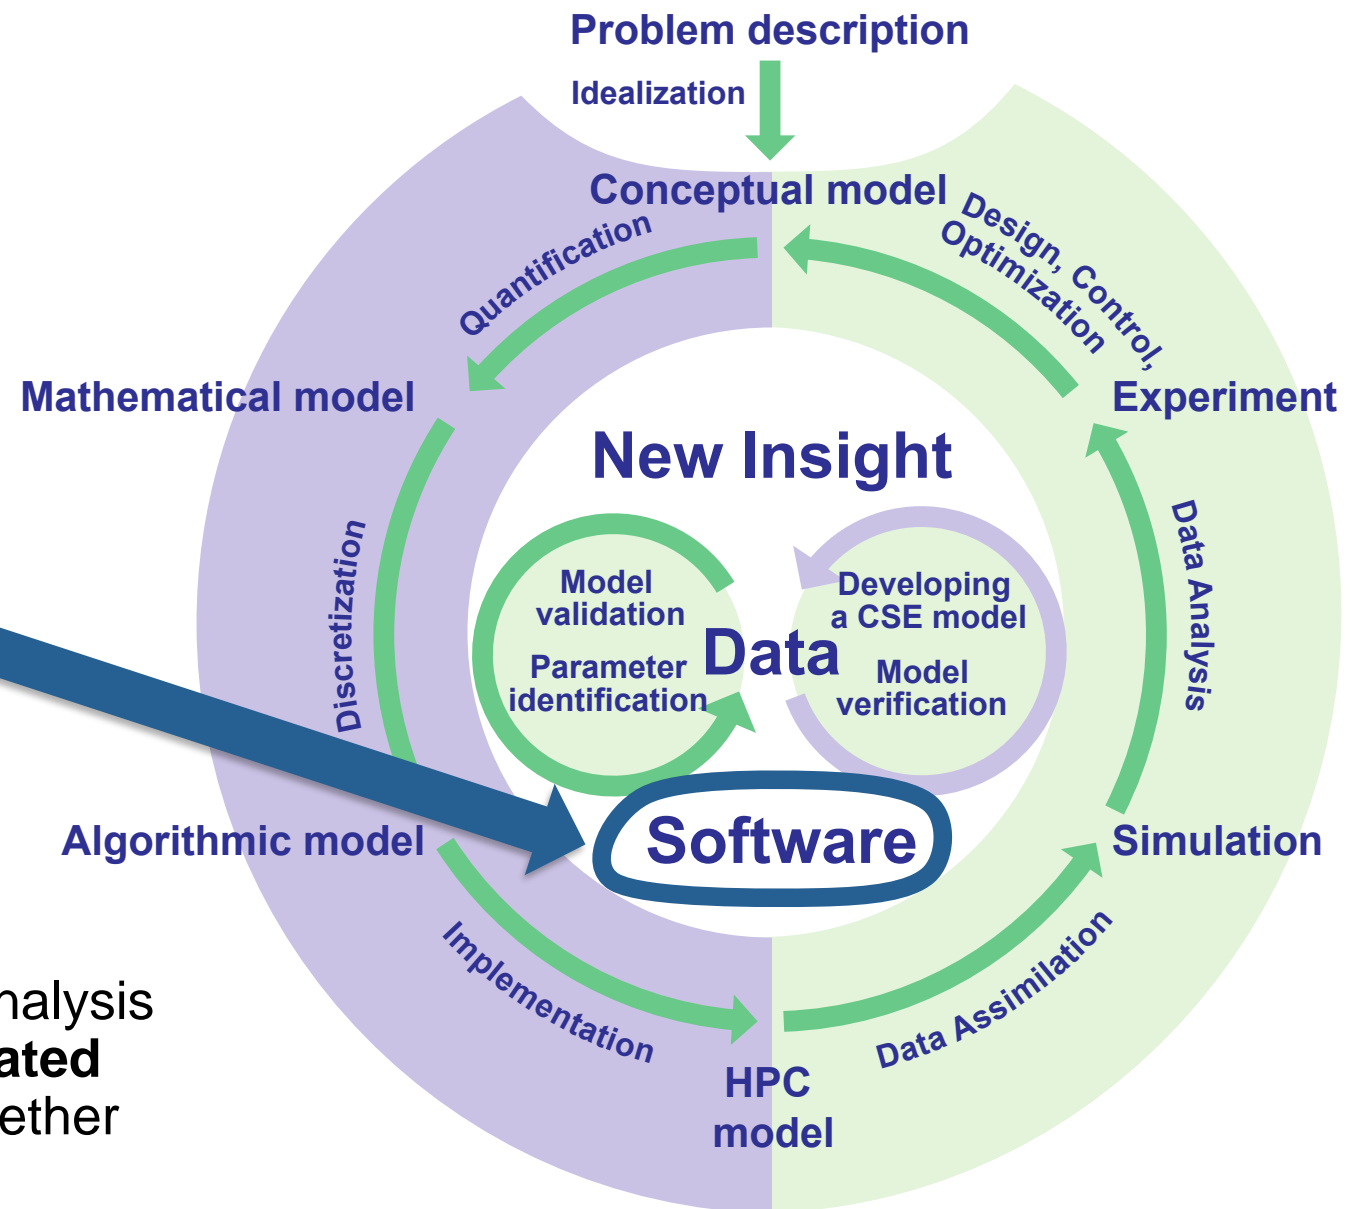 Problem description
Idealization
Conceptual model
Quantification
Design, Control,
Optimization
Mathematical model
Experiment
New Insight
Discretization
Model
validation
Parameter
identification
Data
Developing
a CSE model
Model
verification
Data Analysis
Algorithmic model
Software
Simulation
Implementation
Data Assimilation
HPC
model
nalysis
ated
ether